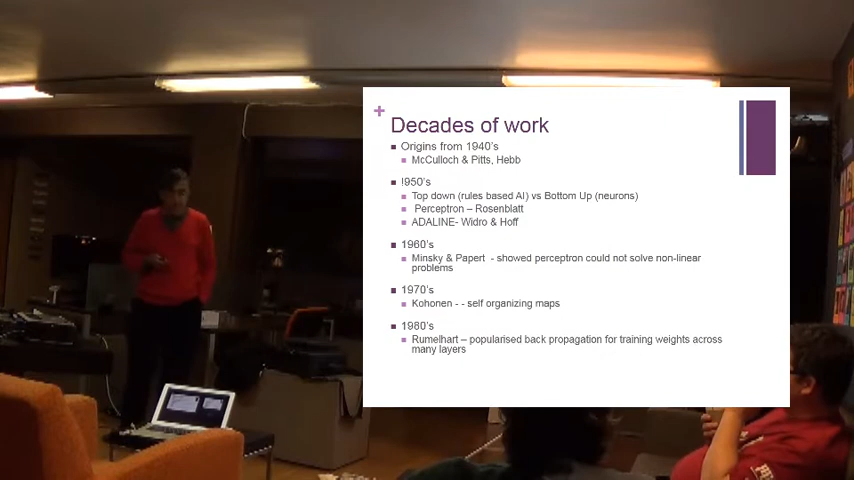 Decades of work
Origins from 1940's
McCulloch & Pitts, Hebb
!950's
Top down (rules based AI) vs Bottom Up (neurons)
Perceptron – Rosenblatt
ADALINE- Widro & Hoff
1960's
Minsky & Papert - showed perceptron could not solve non-linear
problems
1970's
Kohonen - - self organizing maps
1980's
Rumelhart – popularised back propagation for training weights across
many layers